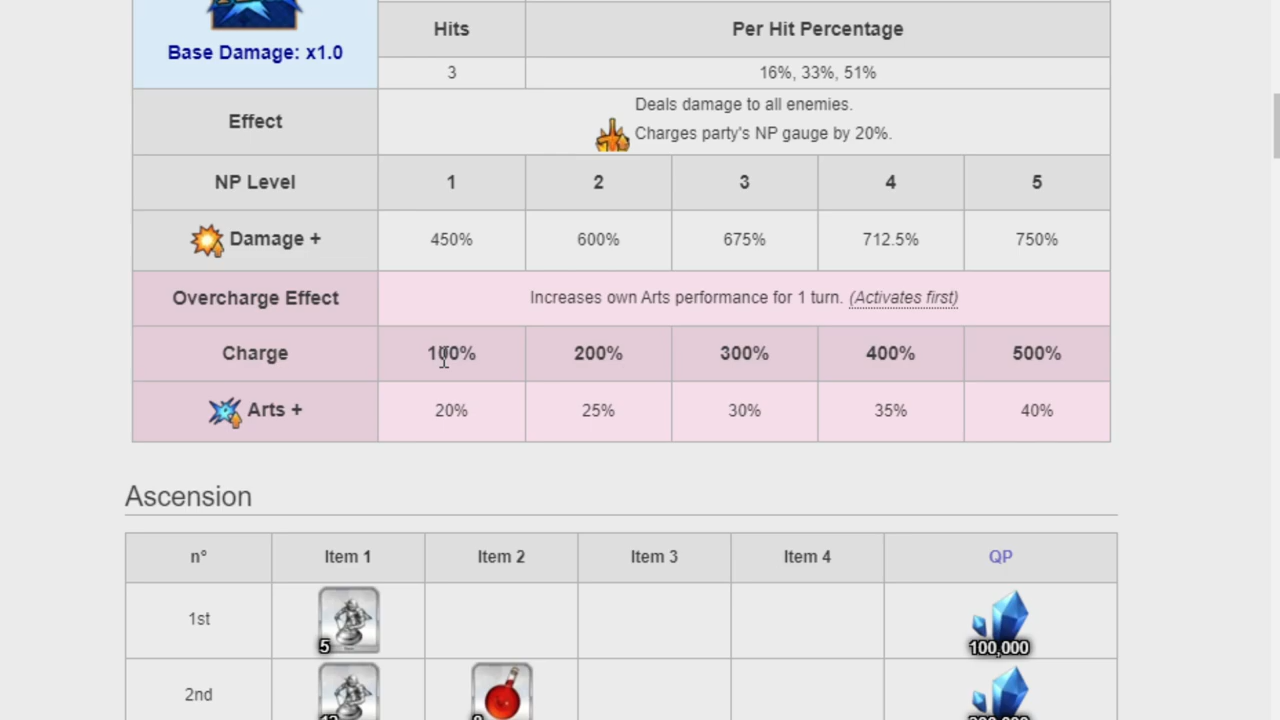 Base Damage: x1.0
Hits
Per Hit Percentage
3
16%, 33%, 51%
Effect
Deals damage to all enemies.
Charges party's NP gauge by 20%.
NP Level
1
2
3
4
5
Damage +
450%
600%
675%
712.5%
750%
Overcharge Effect
Increases own Arts performance for 1 turn. (Activates first)
Charge
100%
200%
300%
400%
500%
Arts +
20%
25%
30%
35%
40%
Ascension
n°
Item 1
Item 2
Item 3
Item 4
QP
1st
5
100,000
2nd